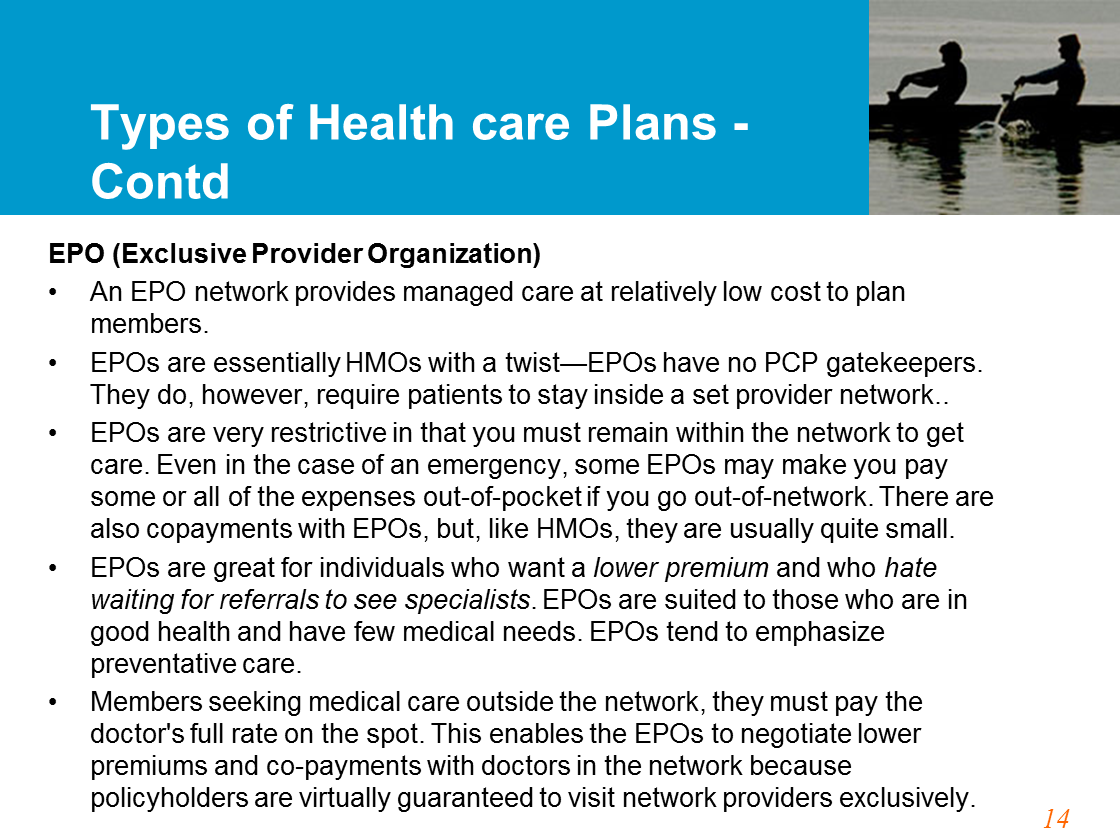 Types of Health care Plans -
Contd
EPO (Exclusive Provider Organization)
• An EPO network provides managed care at relatively low cost to plan
members.
• EPOs are essentially HMOs with a twist—EPOs have no PCP gatekeepers.
They do, however, require patients to stay inside a set provider network..
• EPOs are very restrictive in that you must remain within the network to get
care. Even in the case of an emergency, some EPOs may make you pay
some or all of the expenses out-of-pocket if you go out-of-network. There are
also copayments with EPOs, but, like HMOs, they are usually quite small.
• EPOs are great for individuals who want a lower premium and who hate
waiting for referrals to see specialists. EPOs are suited to those who are in
good health and have few medical needs. EPOs tend to emphasize
preventative care.
• Members seeking medical care outside the network, they must pay the
doctor's full rate on the spot. This enables the EPOs to negotiate lower
premiums and co-payments with doctors in the network because
policyholders are virtually guaranteed to visit network providers exclusively.
14